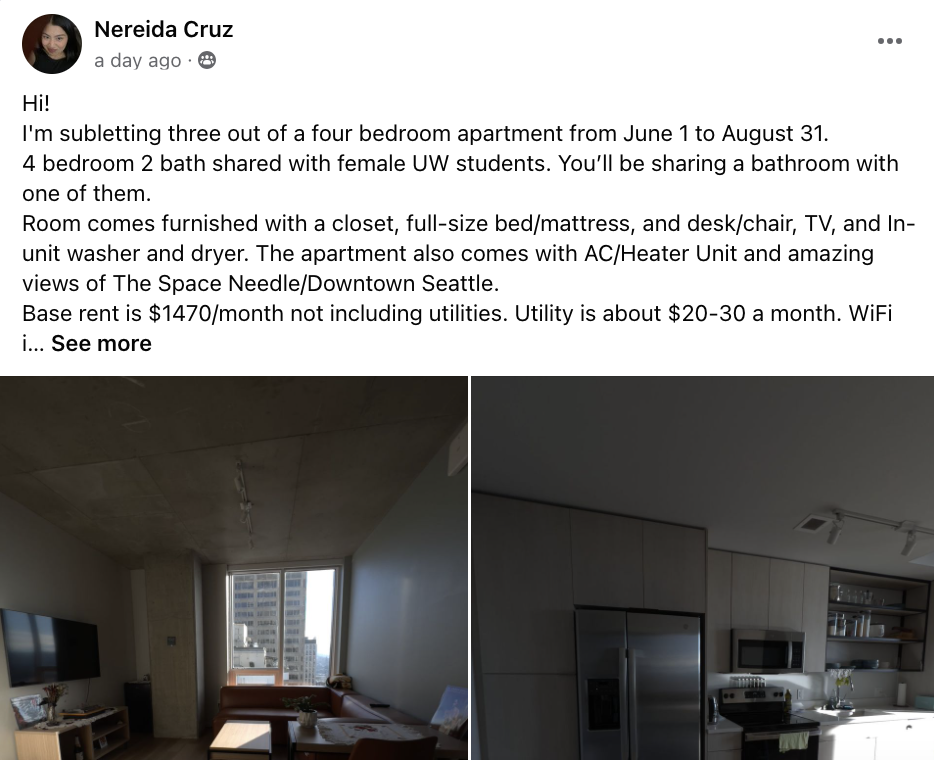 Nereida Cruz
a day ago ·
Hi!
I'm subletting three out of a four bedroom apartment from June 1 to August 31.
4 bedroom 2 bath shared with female UW students. You’ll be sharing a bathroom with
one of them.
Room comes furnished with a closet, full-size bed/mattress, and desk/chair, TV, and In-
unit washer and dryer. The apartment also comes with AC/Heater Unit and amazing
views of The Space Needle/Downtown Seattle.
Base rent is $1470/month not including utilities. Utility is about $20-30 a month. WiFi
i... See more